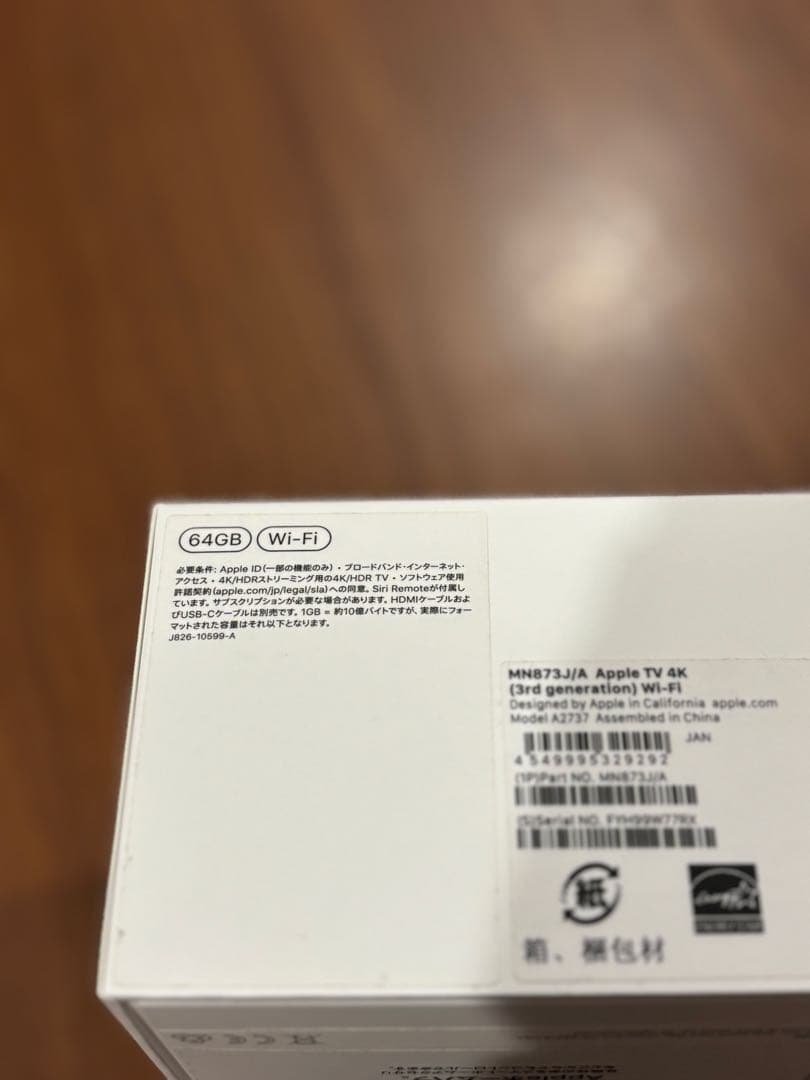 64GB Wi-Fi
必要条件: Apple ID(一部の機能のみ)・ブロードバンド・インターネット・
アクセス・4K/HDRストリーミング用の4K/HDR TV・ソフトウェア使用
許諾契約(apple.com/jp/legal/sla)への同意。Siri Remoteが付属し
ています。サブスクリプションが必要な場合があります。HDMIケーブルおよ
びUSB-Cケーブルは別売です。1GB = 約10億バイトですが、実際にフォー
マットされた容量はそれ以下となります。
J826-10599-A
MN873J/A Apple TV 4K
(3rd generation) Wi-Fi
Designed by Apple in California apple.com
Model A2737 Assembled in China
JAN
4 549995329292
(1P)Part NO. MN873J/A
(S)Serial NO. FYH99W77RX
紙
箱、梱包材